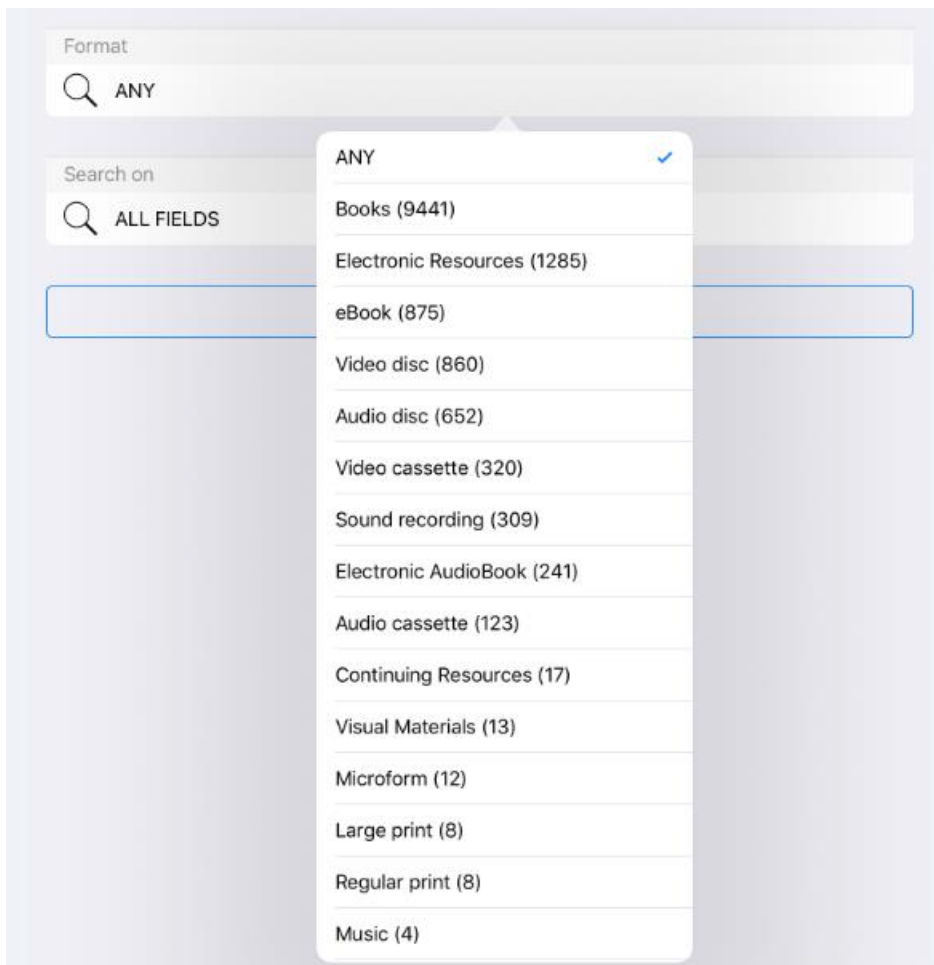 Format
ANY
Search on
ALL FIELDS
ANY
Books (9441)
Electronic Resources (1285)
eBook (875)
Video disc (860)
Audio disc (652)
Video cassette (320)
Sound recording (309)
Electronic AudioBook (241)
Audio cassette (123)
Continuing Resources (17)
Visual Materials (13)
Microform (12)
Large print (8)
Regular print (8)
Music (4)